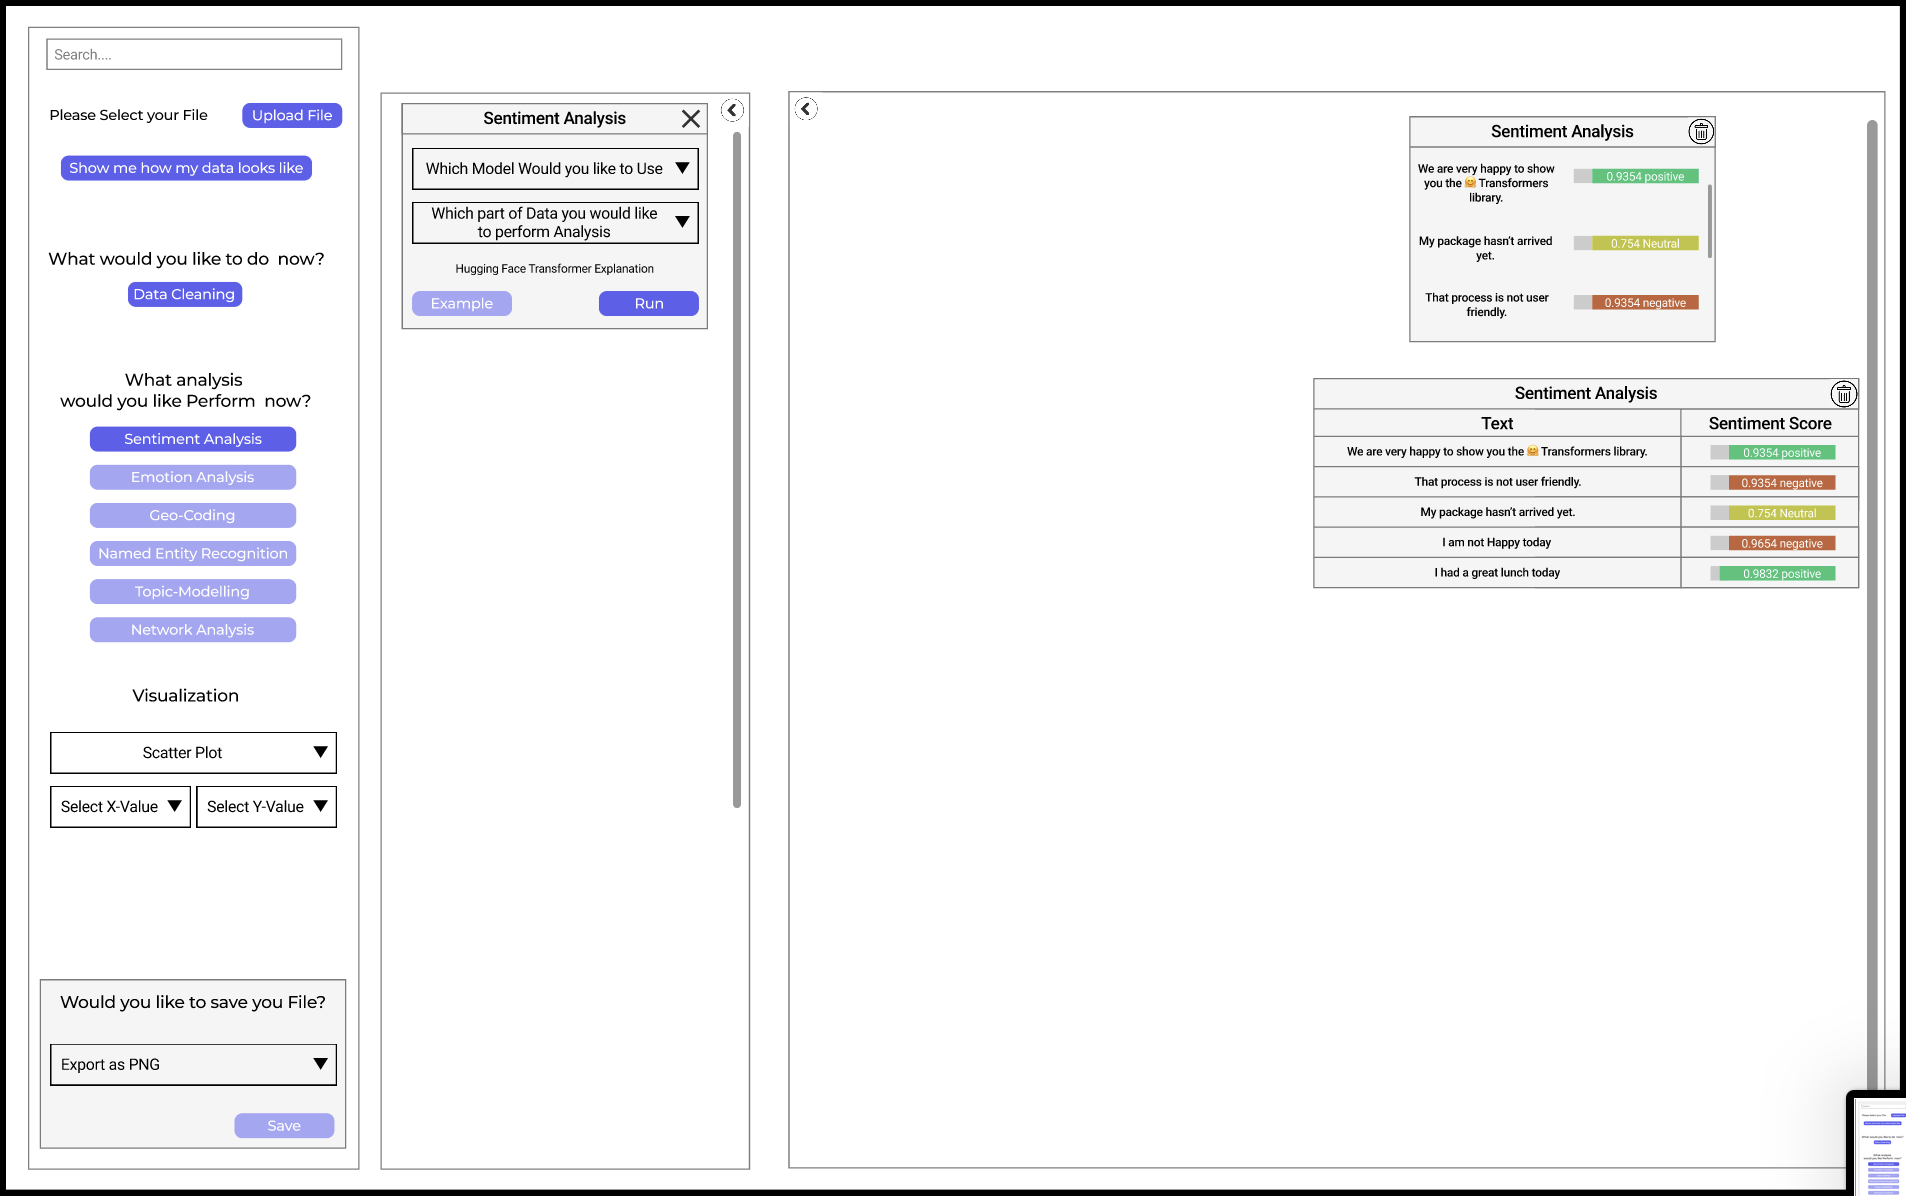 Search....
Please Select your File
Upload File
Show me how my data looks like
What would you like to do now?
Data Cleaning
What analysis
would you like Perform now?
Sentiment Analysis
Emotion Analysis
Geo-Coding
Named Entity Recognition
Topic-Modelling
Network Analysis
Visualization
Scatter Plot
Select X-Value
Select Y-Value
Would you like to save you File?
Export as PNG
Save
Sentiment Analysis
Which Model Would you like to Use
Which part of Data you would like
to perform Analysis
Hugging Face Transformer Explanation
Example
Run
Sentiment Analysis
We are very happy to show
you the 🤗 Transformers
library.
0.9354 positive
My package hasn't arrived
yet.
0.754 Neutral
That process is not user
friendly.
0.9354 negative
Sentiment Analysis
Text
Sentiment Score
We are very happy to show you the 🤗 Transformers library.
0.9354 positive
That process is not user friendly.
0.9354 negative
My package hasn't arrived yet.
0.754 Neutral
I am not Happy today
0.9654 negative
I had a great lunch today
0.9832 positive